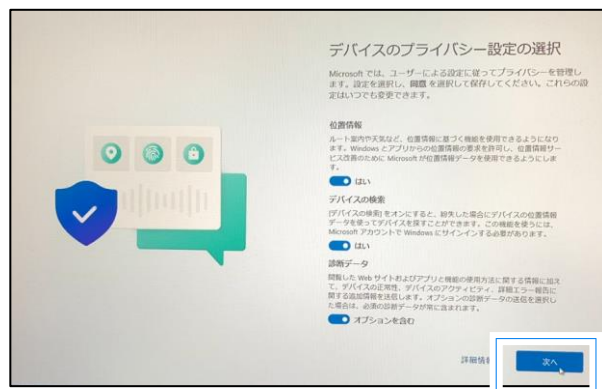 デバイスのプライバシー設定の選択
Microsoft では、ユーザーによる設定に従ってプライバシーを管理し
ます。設定を選択し、同意 を選択して保存してください。これらの設
定はいつでも変更できます。
位置情報
ルート案内や天気など、位置情報に基づく機能を使用できるようになり
ます。Windows とアプリからの位置情報の要求を許可し、位置情報サー
ビス改善のために Microsoft が位置情報データを使用できるようにしま
す。
はい
デバイスの検索
[デバイスの検索] をオンにすると、紛失した場合にデバイスの位置情報
データを使ってデバイスを探すことができます。この機能を使うには、
Microsoft アカウントで Windows にサインインする必要があります。
はい
診断データ
閲覧した Web サイトおよびアプリと機能の使用方法に関する情報に加え
て、デバイスの正常性、デバイスのアクティビティ、詳細エラー報告に
関する追加情報を送信します。オプションの診断データの送信を選択し
た場合は、必須の診断データが常に含まれます。
オプションを含む
詳細情
次へ